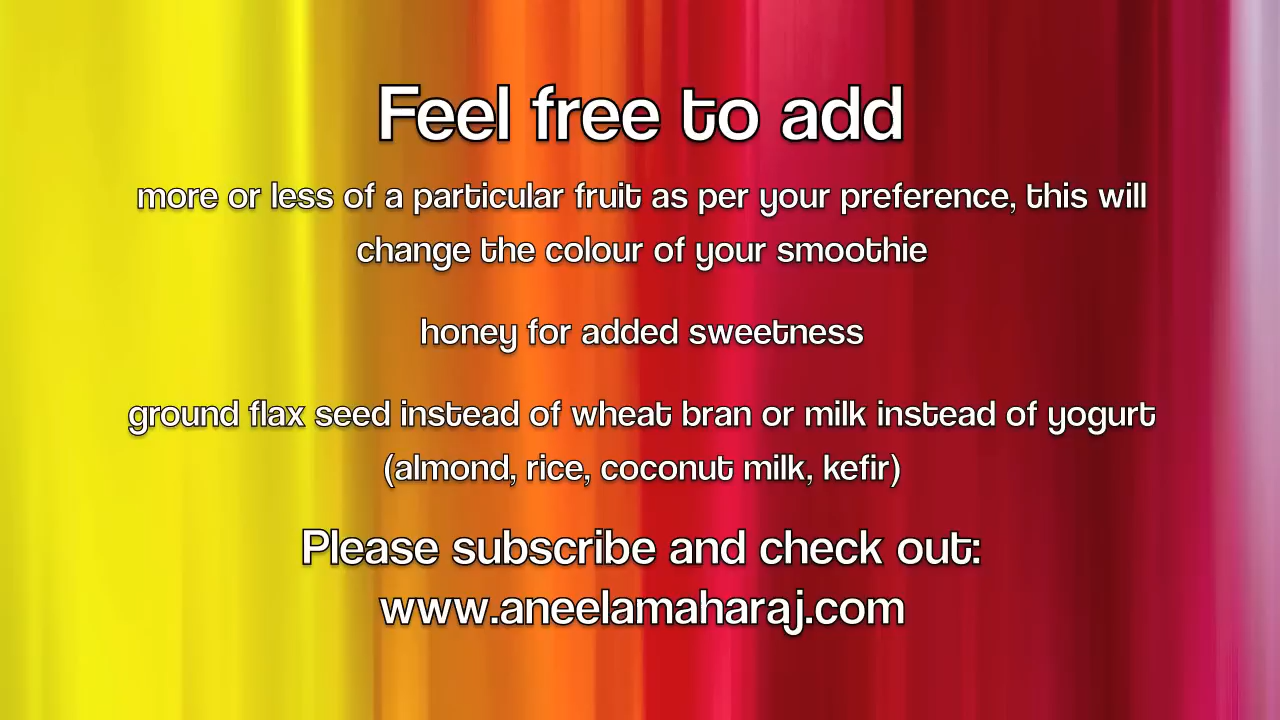 Feel free to add
more or less of a particular fruit as per your preference, this will
change the colour of your smoothie
honey for added sweetness
ground flax seed instead of wheat bran or milk instead of yogurt
(almond, rice, coconut milk, kefir)
Please subscribe and check out:
www.aneelamaharaj.com